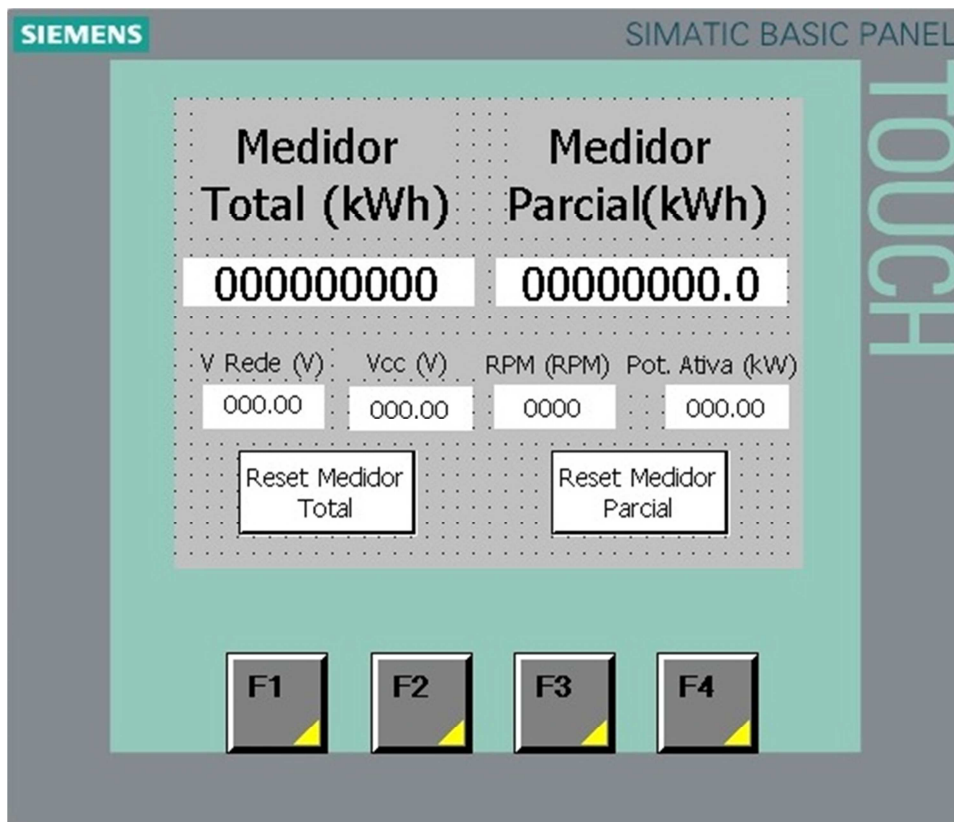 SIEMENS
SIMATIC BASIC PANEL
TOUCH
Medidor
Total (kWh)
Medidor
Parcial(kWh)
000000000
00000000.0
V Rede (V)
Vcc (V)
RPM (RPM)
Pot. Ativa (kW)
000.00
000.00
0000
000.00
Reset Medidor
Total
Reset Medidor
Parcial
F1
F2
F3
F4